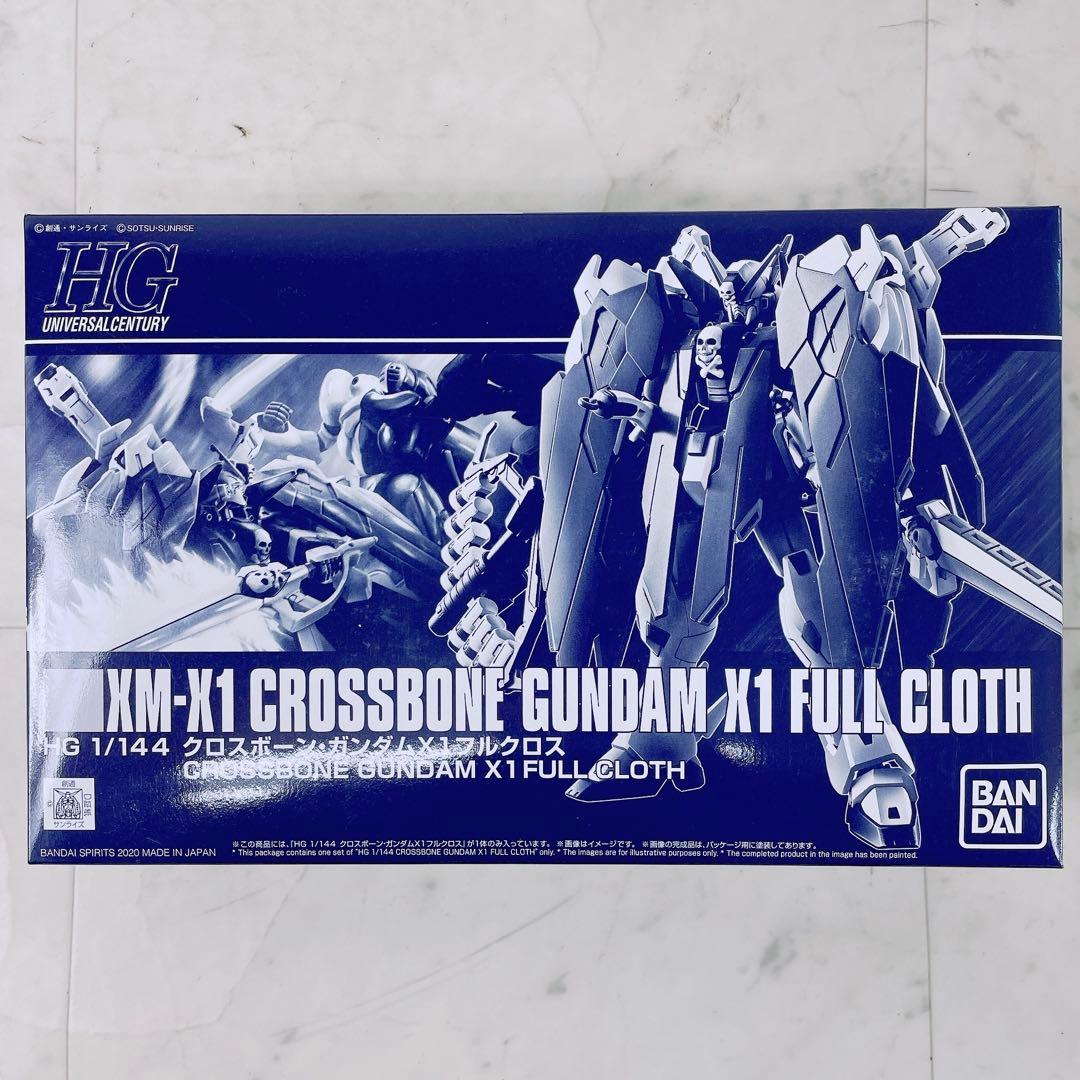 ©創通・サンライズ ©SOTSU・SUNRISE
HG
UNIVERSAL CENTURY
XM-X1 CROSSBONE GUNDAM X1 FULL CLOTH
HG 1/144 クロスボーン・ガンダムX1フルクロス
CROSSBONE GUNDAM X1 FULL CLOTH
創通
©
サンライズ
BANDAI SPIRITS 2020 MADE IN JAPAN
※この商品には、「HG 1/144 クロスボーン・ガンダムX1フルクロス」が1体のみ入っています。 ※画像はイメージです。 ※画像の完成品は、パッケージ用に塗装してあります。
* This package contains one set of "HG 1/144 CROSSBONE GUNDAM X1 FULL CLOTH" only. * The images are for illustrative purposes only. * The completed product in the image has been painted.
BAN
DAI